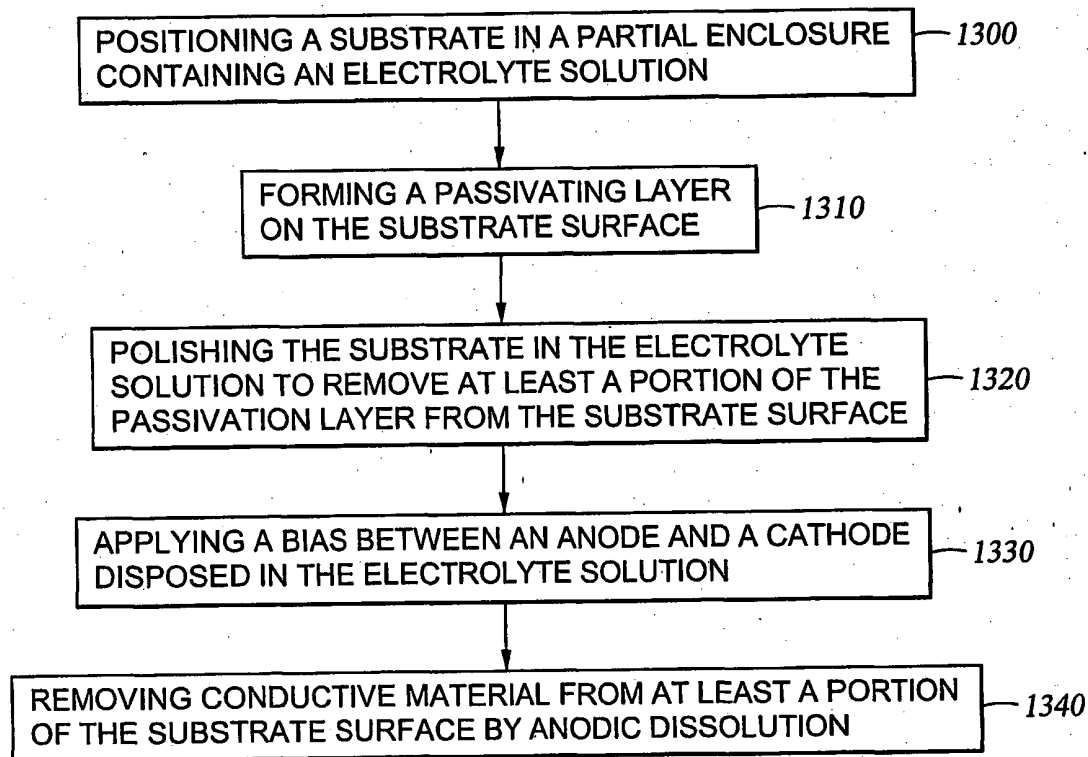 POSITIONING A SUBSTRATE IN A PARTIAL ENCLOSURE
CONTAINING AN ELECTROLYTE SOLUTION
1300
FORMING A PASSIVATING LAYER
ON THE SUBSTRATE SURFACE
1310
POLISHING THE SUBSTRATE IN THE ELECTROLYTE
SOLUTION TO REMOVE AT LEAST A PORTION OF THE
PASSIVATION LAYER FROM THE SUBSTRATE SURFACE
1320
APPLYING A BIAS BETWEEN AN ANODE AND A CATHODE
DISPOSED IN THE ELECTROLYTE SOLUTION
1330
REMOVING CONDUCTIVE MATERIAL FROM AT LEAST A PORTION
OF THE SUBSTRATE SURFACE BY ANODIC DISSOLUTION
1340